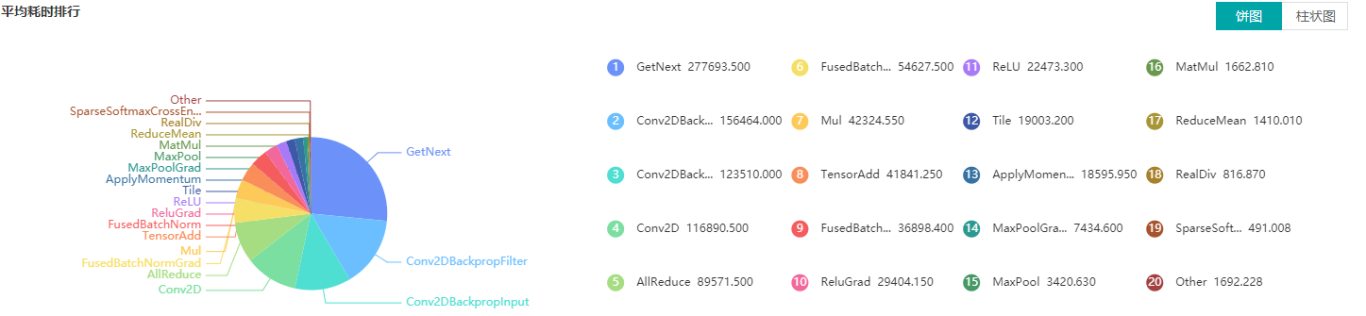 平均耗时排行
饼图
柱状图
Other
SparseSoftmaxCrossEn...
RealDiv
ReduceMean
MatMul
MaxPool
MaxPoolGrad
ApplyMomentum
Tile
ReLU
ReluGrad
FusedBatchNorm
TensorAdd
Mul
FusedBatchNormGrad
AllReduce
Conv2D
GetNext
Conv2DBackpropFilter
Conv2DBackpropInput
1 GetNext 277693.500
2 Conv2DBack... 156464.000
3 Conv2DBack... 123510.000
4 Conv2D 116890.500
5 AllReduce 89571.500
6 FusedBatch... 54627.500
7 Mul 42324.550
8 TensorAdd 41841.250
9 FusedBatch... 36898.400
10 ReluGrad 29404.150
11 ReLU 22473.300
12 Tile 19003.200
13 ApplyMomen... 18595.950
14 MaxPoolGra... 7434.600
15 MaxPool 3420.630
16 MatMul 1662.810
17 ReduceMean 1410.010
18 RealDiv 816.870
19 SparseSoft... 491.008
20 Other 1692.228